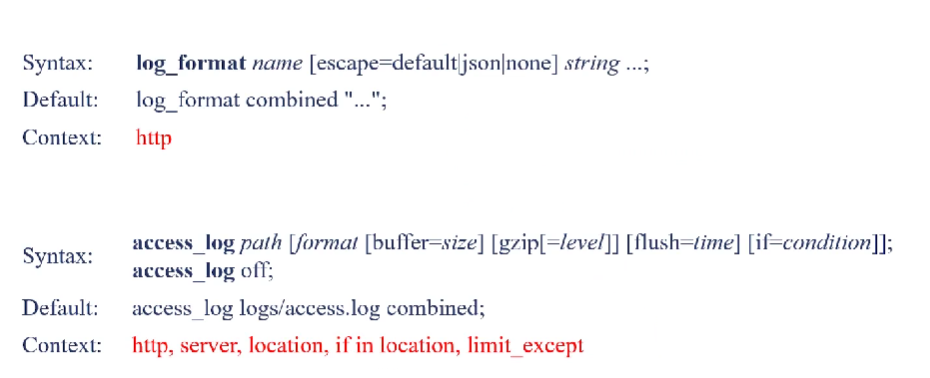 Syntax: log_format name [escape=default|json|none] string ...;
Default: log_format combined "...";
Context: http
Syntax: access_log path [format [buffer=size] [gzip[=level]] [flush=time] [if=condition]];
access_log off;
Default: access_log logs/access.log combined;
Context: http, server, location, if in location, limit_except